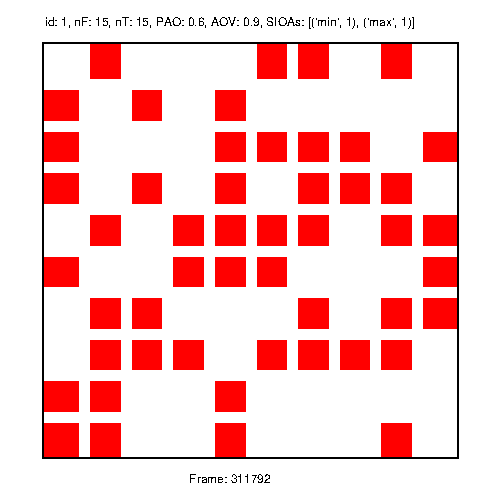 id: 1, nF: 15, nT: 15, PAO: 0.6, AOV: 0.9, SIOAs: [('min', 1), ('max', 1)]
Frame: 311792